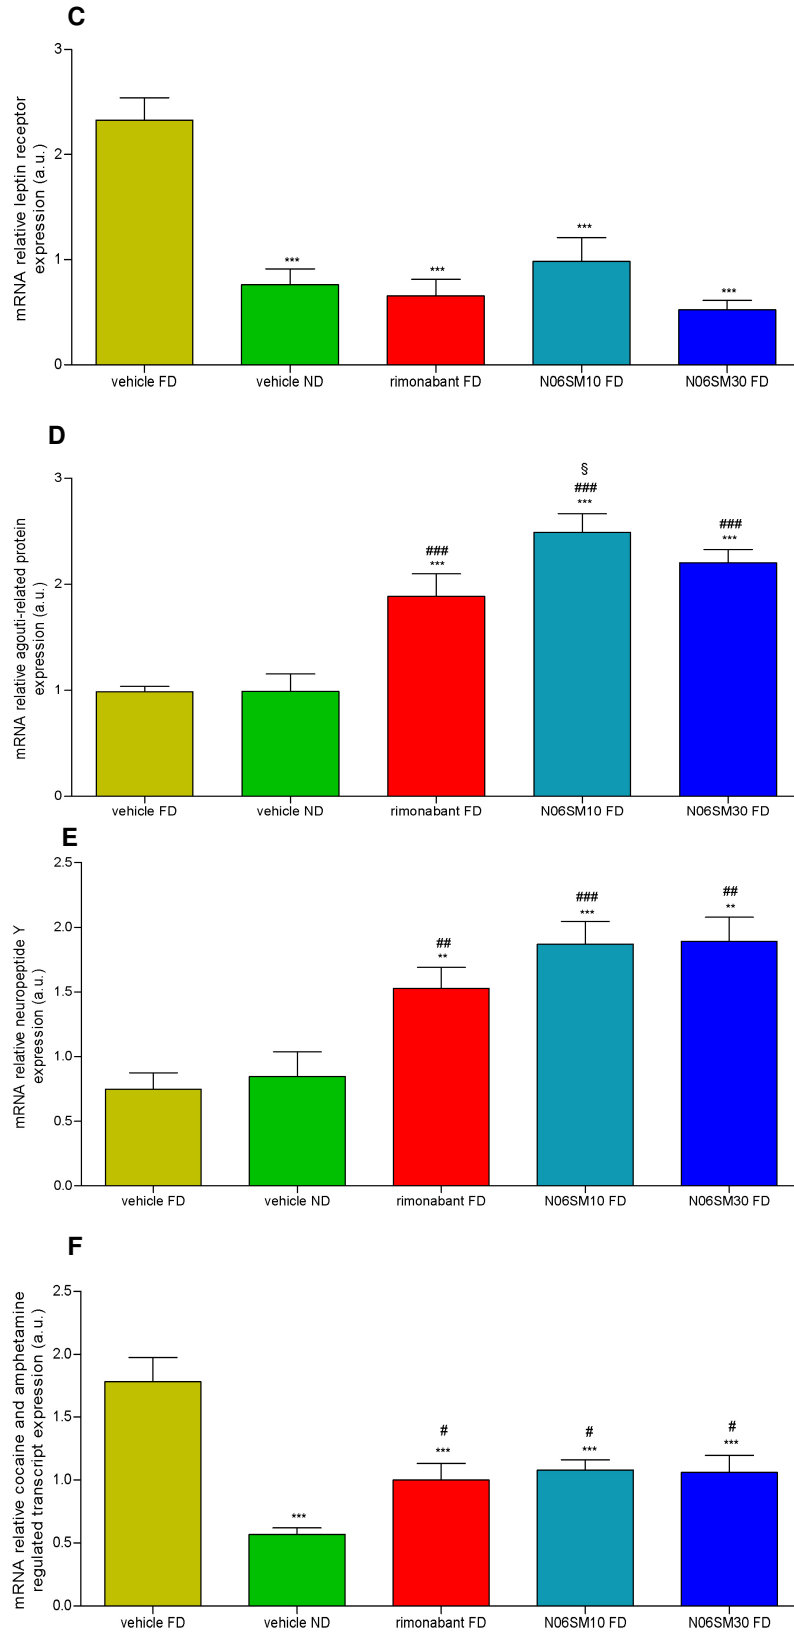 C
mRNA relative leptin receptor
expression (a.u.)
3
2
1
0
***
***
***
***
vehicle FD
vehicle ND
rimonabant FD
N06SM10 FD
N06SM30 FD
D
mRNA relative agouti-related protein
expression (a.u.)
3
2
1
0
###
***
§
###
***
###
***
vehicle FD
vehicle ND
rimonabant FD
N06SM10 FD
N06SM30 FD
E
mRNA relative neuropeptide Y
expression (a.u.)
2.5
2.0
1.5
1.0
0.5
0.0
##
**
###
***
##
**
vehicle FD
vehicle ND
rimonabant FD
N06SM10 FD
N06SM30 FD
F
mRNA relative cocaine and amphetamine
regulated transcript expression (a.u.)
2.5
2.0
1.5
1.0
0.5
0.0
***
#
***
#
***
#
***
vehicle FD
vehicle ND
rimonabant FD
N06SM10 FD
N06SM30 FD